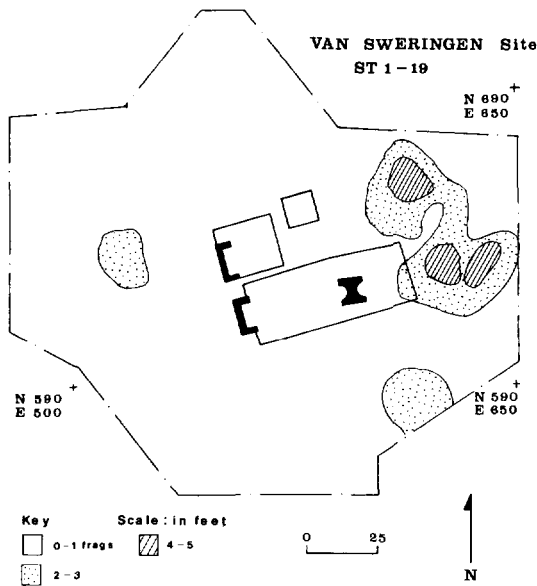 VAN SWERINGEN Site
ST 1-19
N 690
E 650
N 590
E 500
N 590
E 650
Key
Scale: in feet
0-1 frags
4-5
0 25
2-3
N